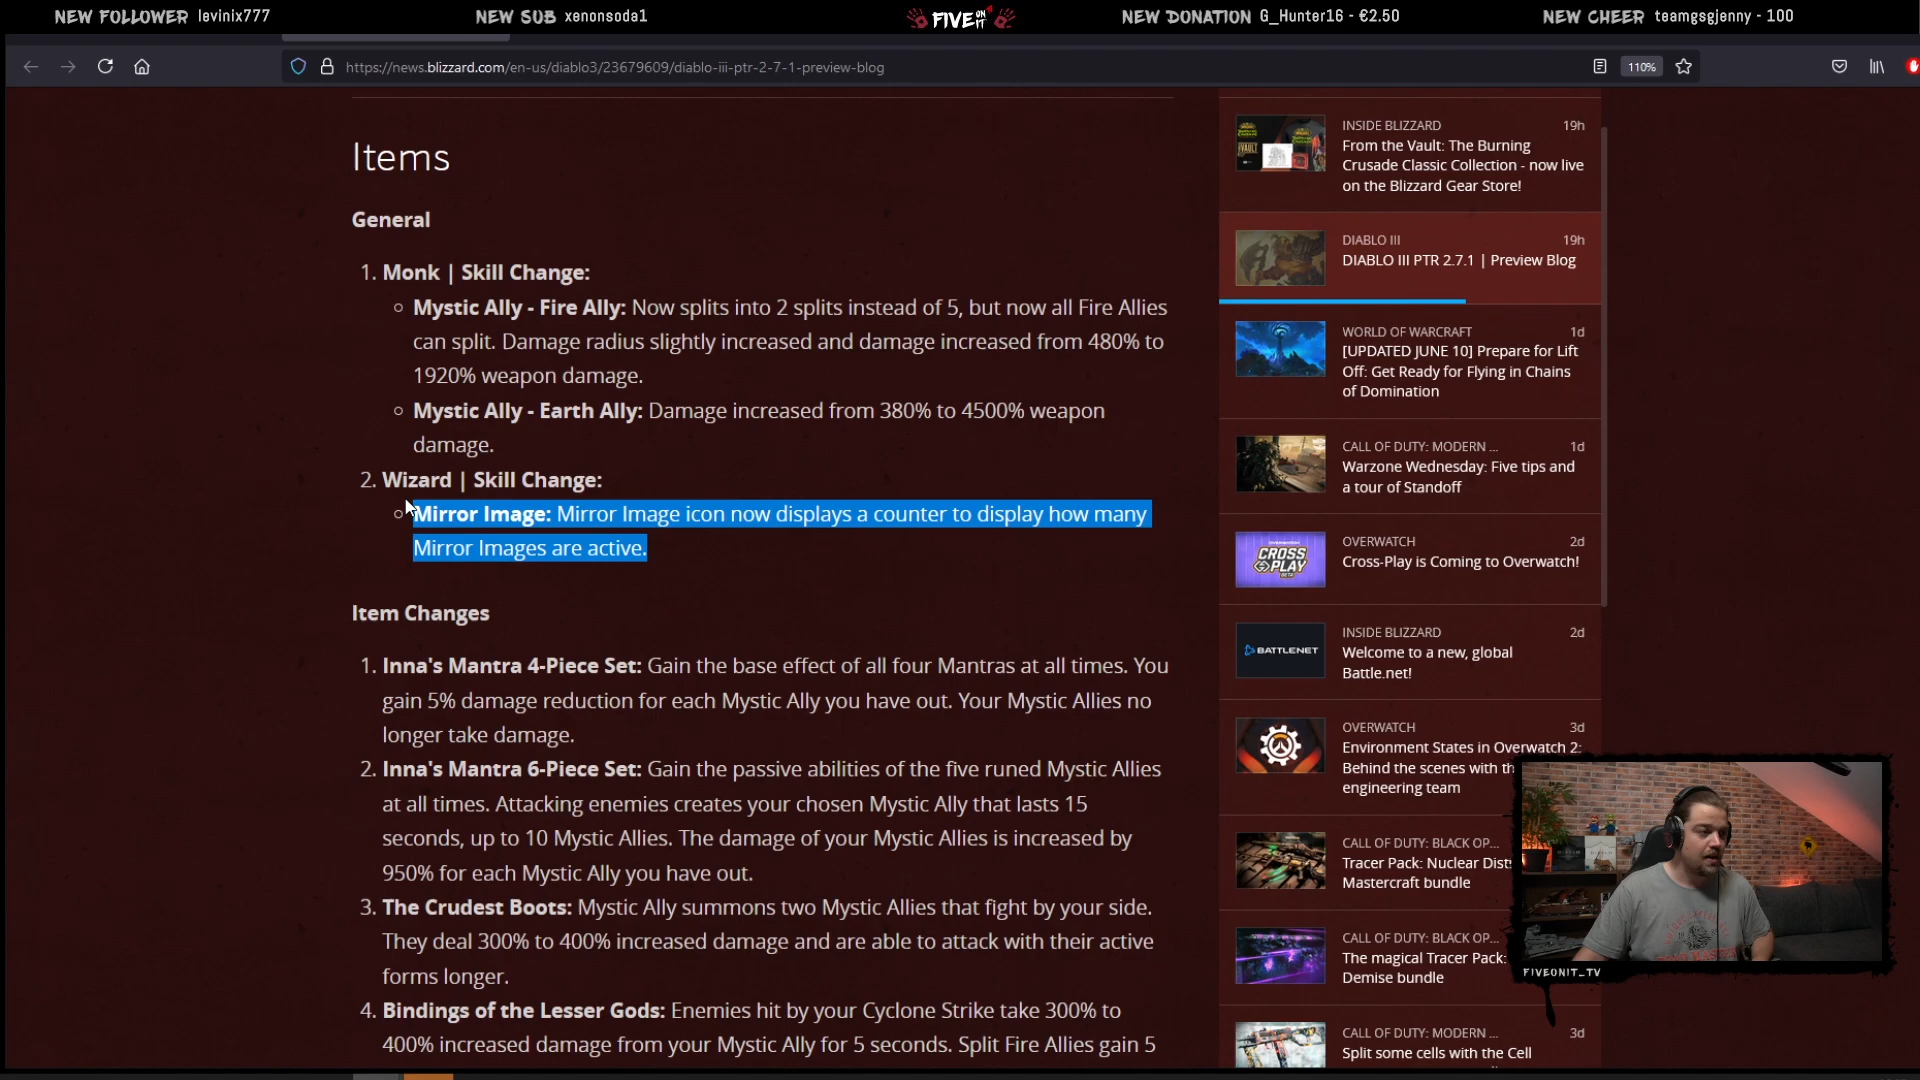 NEW FOLLOWER levinix777
NEW SUB xenonsoda1
FIVE ON IT
NEW DONATION G_Hunter16 - €2.50
NEW CHEER teamgsgjenny - 100
https://news.blizzard.com/en-us/diablo3/23679609/diablo-iii-ptr-2-7-1-preview-blog
110%
Items
General
1. Monk | Skill Change:
Mystic Ally - Fire Ally: Now splits into 2 splits instead of 5, but now all Fire Allies
can split. Damage radius slightly increased and damage increased from 480% to
1920% weapon damage.
Mystic Ally - Earth Ally: Damage increased from 380% to 4500% weapon
damage.
2. Wizard | Skill Change:
Mirror Image: Mirror Image icon now displays a counter to display how many
Mirror Images are active.
Item Changes
1. Inna's Mantra 4-Piece Set: Gain the base effect of all four Mantras at all times. You
gain 5% damage reduction for each Mystic Ally you have out. Your Mystic Allies no
longer take damage.
2. Inna's Mantra 6-Piece Set: Gain the passive abilities of the five runed Mystic Allies
at all times. Attacking enemies creates your chosen Mystic Ally that lasts 15
seconds, up to 10 Mystic Allies. The damage of your Mystic Allies is increased by
950% for each Mystic Ally you have out.
3. The Crudest Boots: Mystic Ally summons two Mystic Allies that fight by your side.
They deal 300% to 400% increased damage and are able to attack with their active
forms longer.
4. Bindings of the Lesser Gods: Enemies hit by your Cyclone Strike take 300% to
400% increased damage from your Mystic Ally for 5 seconds. Split Fire Allies gain 5
INSIDE BLIZZARD 19h
From the Vault: The Burning
Crusade Classic Collection - now live
on the Blizzard Gear Store!
DIABLO III 19h
DIABLO III PTR 2.7.1 | Preview Blog
WORLD OF WARCRAFT 1d
[UPDATED JUNE 10] Prepare for Lift
Off: Get Ready for Flying in Chains
of Domination
CALL OF DUTY: MODERN ... 1d
Warzone Wednesday: Five tips and
a tour of Standoff
CROSS
PLAY
BETA
OVERWATCH 2d
Cross-Play is Coming to Overwatch!
BATTLENET
INSIDE BLIZZARD 2d
Welcome to a new, global
Battle.net!
OVERWATCH 3d
Environment States in Overwatch 2:
Behind the scenes with th
engineering team
CALL OF DUTY: BLACK OP...
Tracer Pack: Nuclear Dist
Mastercraft bundle
CALL OF DUTY: BLACK OP...
The magical Tracer Pack:
Demise bundle
CALL OF DUTY: MODERN ... 3d
Split some cells with the Cell
FIVEONIT_TV